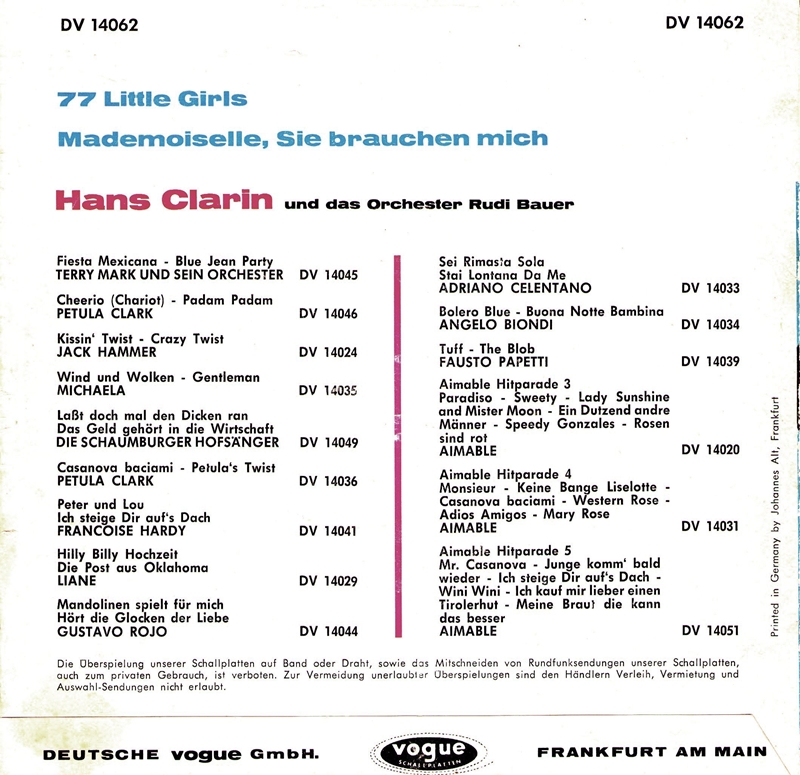 DV 14062
DV 14062
77 Little Girls
Mademoiselle, Sie brauchen mich
Hans Clarin und das Orchester Rudi Bauer
Fiesta Mexicana - Blue Jean Party
TERRY MARK UND SEIN ORCHESTER DV 14045
Cheerio (Chariot) - Padam Padam
PETULA CLARK DV 14046
Kissin' Twist - Crazy Twist
JACK HAMMER DV 14024
Wind und Wolken - Gentleman
MICHAELA DV 14035
Laßt doch mal den Dicken ran
Das Geld gehört in die Wirtschaft
DIE SCHAUMBURGER HOFSÄNGER DV 14049
Casanova baciami - Petula's Twist
PETULA CLARK DV 14036
Peter und Lou
Ich steige Dir auf's Dach
FRANCOISE HARDY DV 14041
Hilly Billy Hochzeit
Die Post aus Oklahoma
LIANE DV 14029
Mandolinen spielt für mich
Hört die Glocken der Liebe
GUSTAVO ROJO DV 14044
Sei Rimasta Sola
Stai Lontana Da Me
ADRIANO CELENTANO DV 14033
Bolero Blue - Buona Notte Bambina
ANGELO BIONDI DV 14034
Tuff - The Blob
FAUSTO PAPETTI DV 14039
Aimable Hitparade 3
Paradiso - Sweety - Lady Sunshine
and Mister Moon - Ein Dutzend andre
Männer - Speedy Gonzales - Rosen
sind rot
AIMABLE DV 14020
Aimable Hitparade 4
Monsieur - Keine Bange Liselotte -
Casanova baciami - Western Rose -
Adios Amigos - Mary Rose
AIMABLE DV 14031
Aimable Hitparade 5
Mr. Casanova - Junge komm' bald
wieder - Ich steige Dir auf's Dach -
Wini Wini - Ich kauf mir lieber einen
Tirolerhut - Meine Braut die kann
das besser
AIMABLE DV 14051
Printed in Germany by Johannes Alt, Frankfurt
Die Überspielung unserer Schallplatten auf Band oder Draht, sowie das Mitschneiden von Rundfunksendungen unserer Schallplatten,
auch zum privaten Gebrauch, ist verboten. Zur Vermeidung unerlaubter Überspielungen sind den Händlern Verleih, Vermietung und
Auswahl-Sendungen nicht erlaubt.
DEUTSCHE VOGUE GmbH.
vogue
SCHALLPLATTEN
FRANKFURT AM MAIN